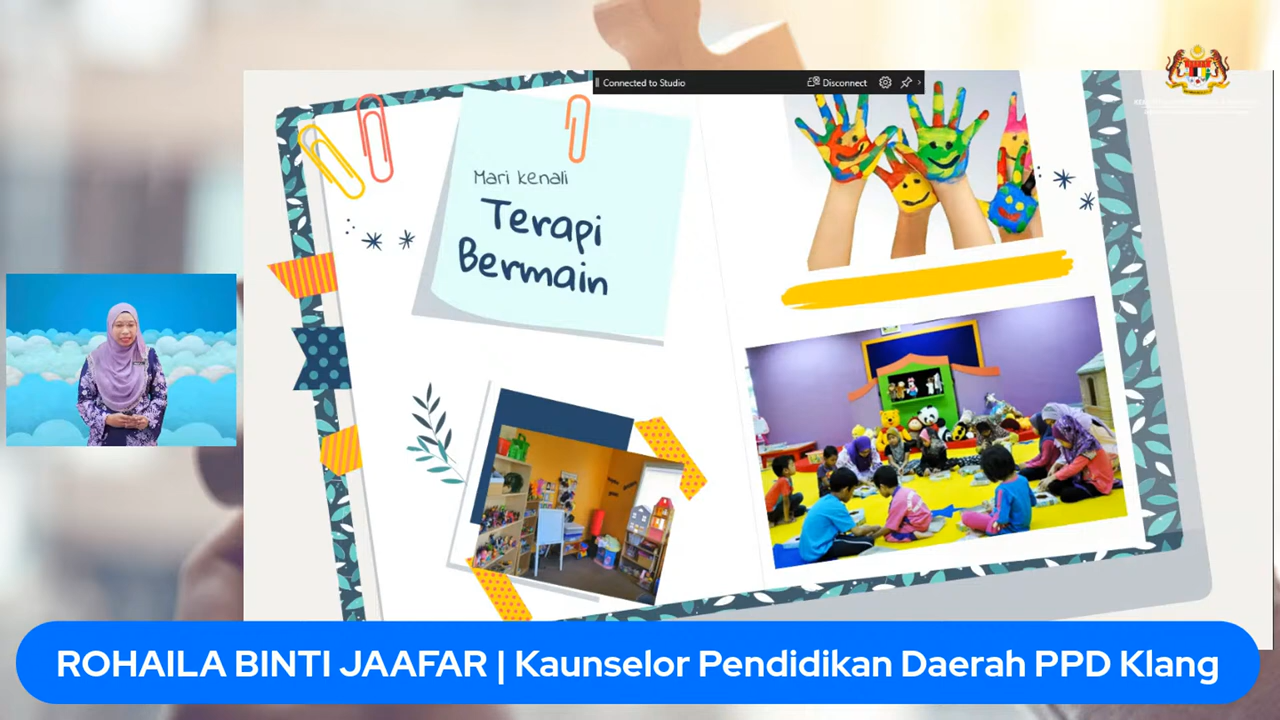 Connected to Studio
Disconnect
Mari kenali
Terapi
Bermain
ROHAILA BINTI JAAFAR | Kaunselor Pendidikan Daerah PPD Klang